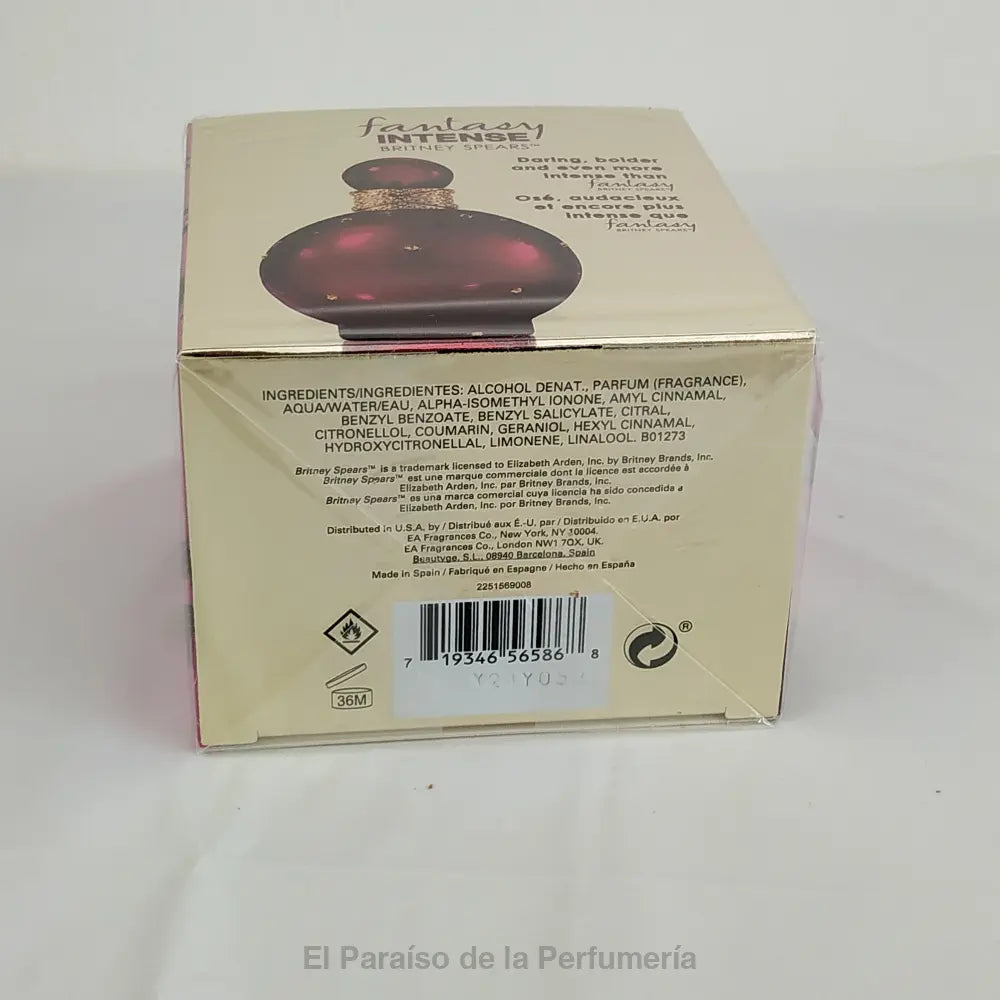 fantasy
INTENSE
BRITNEY SPEARS™
Daring, bolder
and even more
intense than
fantasy
BRITNEY SPEARS
Osé, audacieux
et encore plus
intense que
fantasy
BRITNEY SPEARS
INGREDIENTS/INGREDIENTES: ALCOHOL DENAT., PARFUM (FRAGRANCE),
AQUA/WATER/EAU, ALPHA-ISOMETHYL IONONE, AMYL CINNAMAL,
BENZYL BENZOATE, BENZYL SALICYLATE, CITRAL,
CITRONELLOL, COUMARIN, GERANIOL, HEXYL CINNAMAL,
HYDROXYCITRONELLAL, LIMONENE, LINALOOL. B01273
Britney Spears™ is a trademark licensed to Elizabeth Arden, Inc. by Britney Brands, Inc.
Britney Spears™ est une marque commerciale dont la licence est accordée à
Elizabeth Arden, Inc. par Britney Brands, Inc.
Britney Spears™ es una marca comercial cuya licencia ha sido concedida a
Elizabeth Arden, Inc. por Britney Brands, Inc.
Distributed in U.S.A. by / Distribué aux É.-U. par / Distribuido en E.U.A. por
EA Fragrances Co., New York, NY 10004.
EA Fragrances Co., London NW1 7QX, UK.
Beautyge, S.L., 08940 Barcelona, Spain
Made in Spain / Fabriqué en Espagne / Hecho en España
2251569008
7 19346 56586 8
®
36M
El Paraíso de la Perfumería